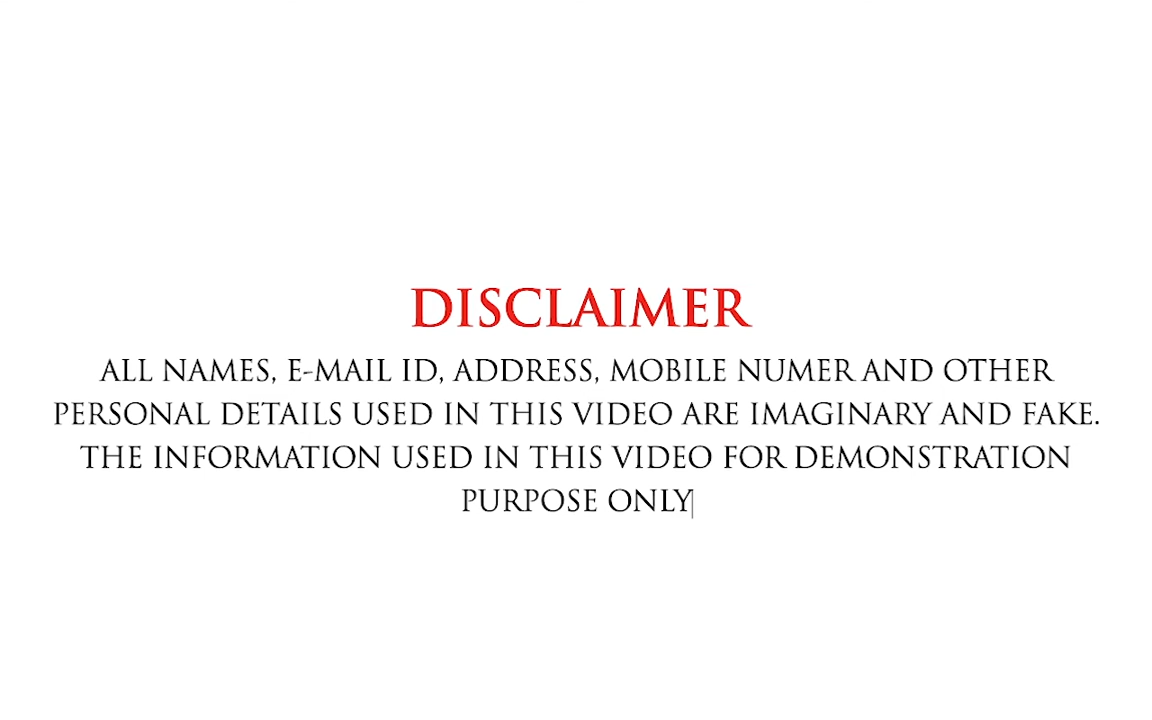 DISCLAIMER
ALL NAMES, E-MAIL ID, ADDRESS, MOBILE NUMER AND OTHER
PERSONAL DETAILS USED IN THIS VIDEO ARE IMAGINARY AND FAKE.
THE INFORMATION USED IN THIS VIDEO FOR DEMONSTRATION
PURPOSE ONLY